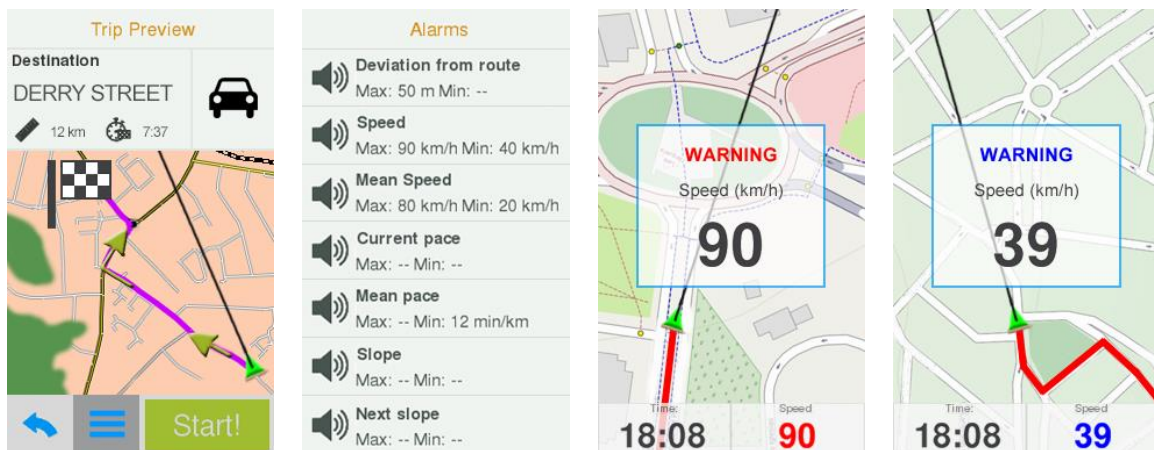 Trip Preview
Destination
DERRY STREET
12 km 7:37
Start!
Alarms
Deviation from route
Max: 50 m Min: --
Speed
Max: 90 km/h Min: 40 km/h
Mean Speed
Max: 80 km/h Min: 20 km/h
Current pace
Max: -- Min: --
Mean pace
Max: -- Min: 12 min/km
Slope
Max: -- Min: --
Next slope
Max: -- Min: --
WARNING
Speed (km/h)
90
Time: Speed
18:08 90
WARNING
Speed (km/h)
39
Time: Speed
18:08 39